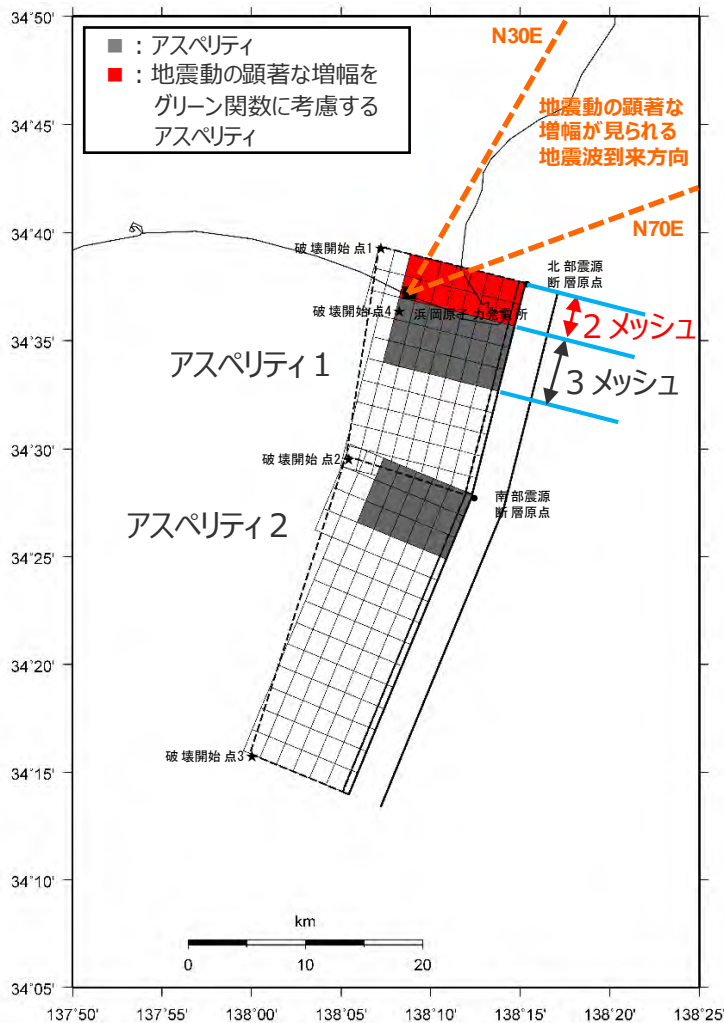 34°50'
■：アスペリティ
■：地震動の顕著な増幅を
グリーン関数に考慮する
アスペリティ
N30E
地震動の顕著な
増幅が見られる
地震波到来方向
N70E
34°45'
34°40'
破壊開始点1
北部震源
断層原点
破壊開始点4
浜岡原子力発電所
2メッシュ
34°35'
アスペリティ1
3メッシュ
34°30'
破壊開始点2
南部震源
断層原点
アスペリティ2
34°25'
34°20'
破壊開始点3
34°15'
34°10'
km
0 10 20
34°05'
137°50' 137°55' 138°00' 138°05' 138°10' 138°15' 138°20' 138°25'